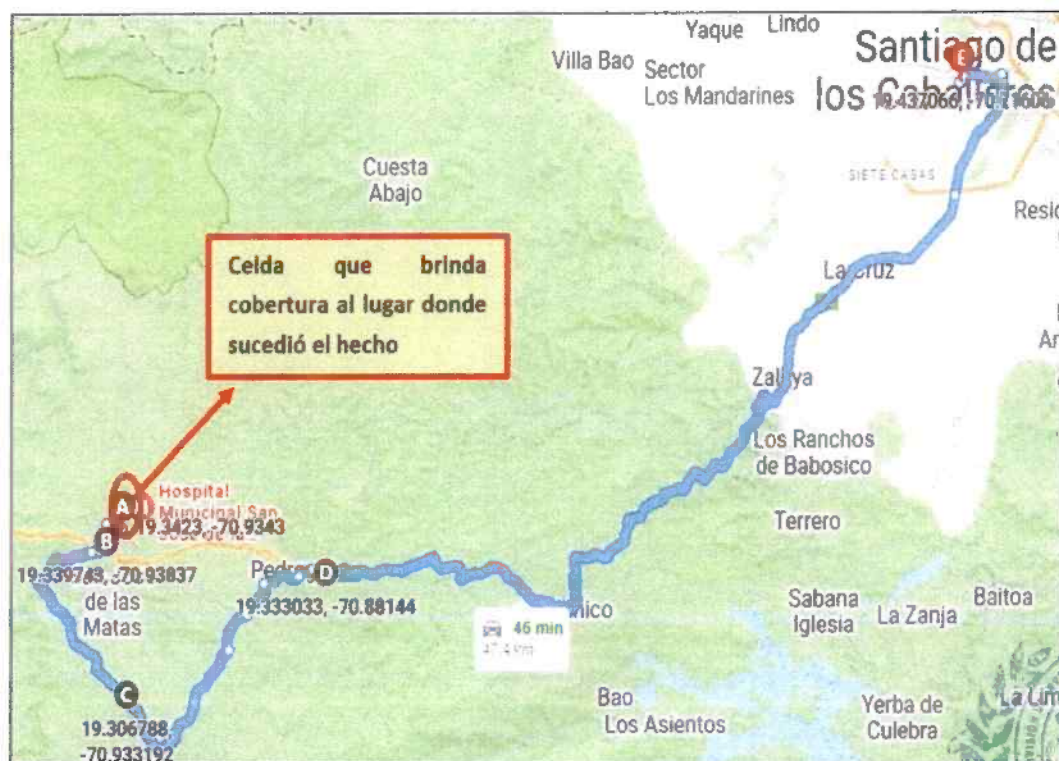 Yaque
Lindo
Villa Bao
Sector
Los Mandarines
Santiago de
los Caballeros
E
Cuesta
Abajo
SIETE CASAS
La Cruz
Celda que brinda
cobertura al lugar donde
sucedió el hecho
Zalaya
Los Ranchos
de Babosico
Terrero
A
Hospital
Municipal San
19.3423, -70.9343
B
19.339743, -70.93837
de las
Matas
D
19.333033, -70.88144
46 min
47.4 km
Sabana
Iglesia
La Zanja
Baitoa
C
19.306788,
-70.933192
Bao
Los Asientos
Yerba de
Culebra